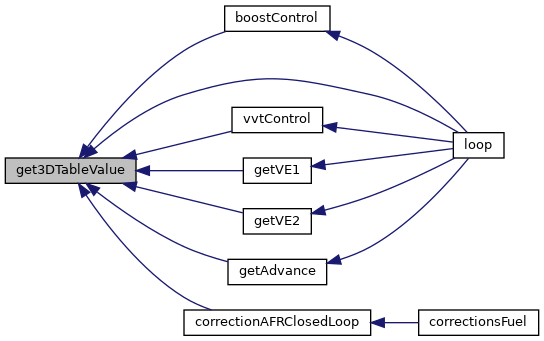 boostControl
vvtControl
loop
get3DTableValue
getVE1
getVE2
getAdvance
correctionAFRClosedLoop
correctionsFuel